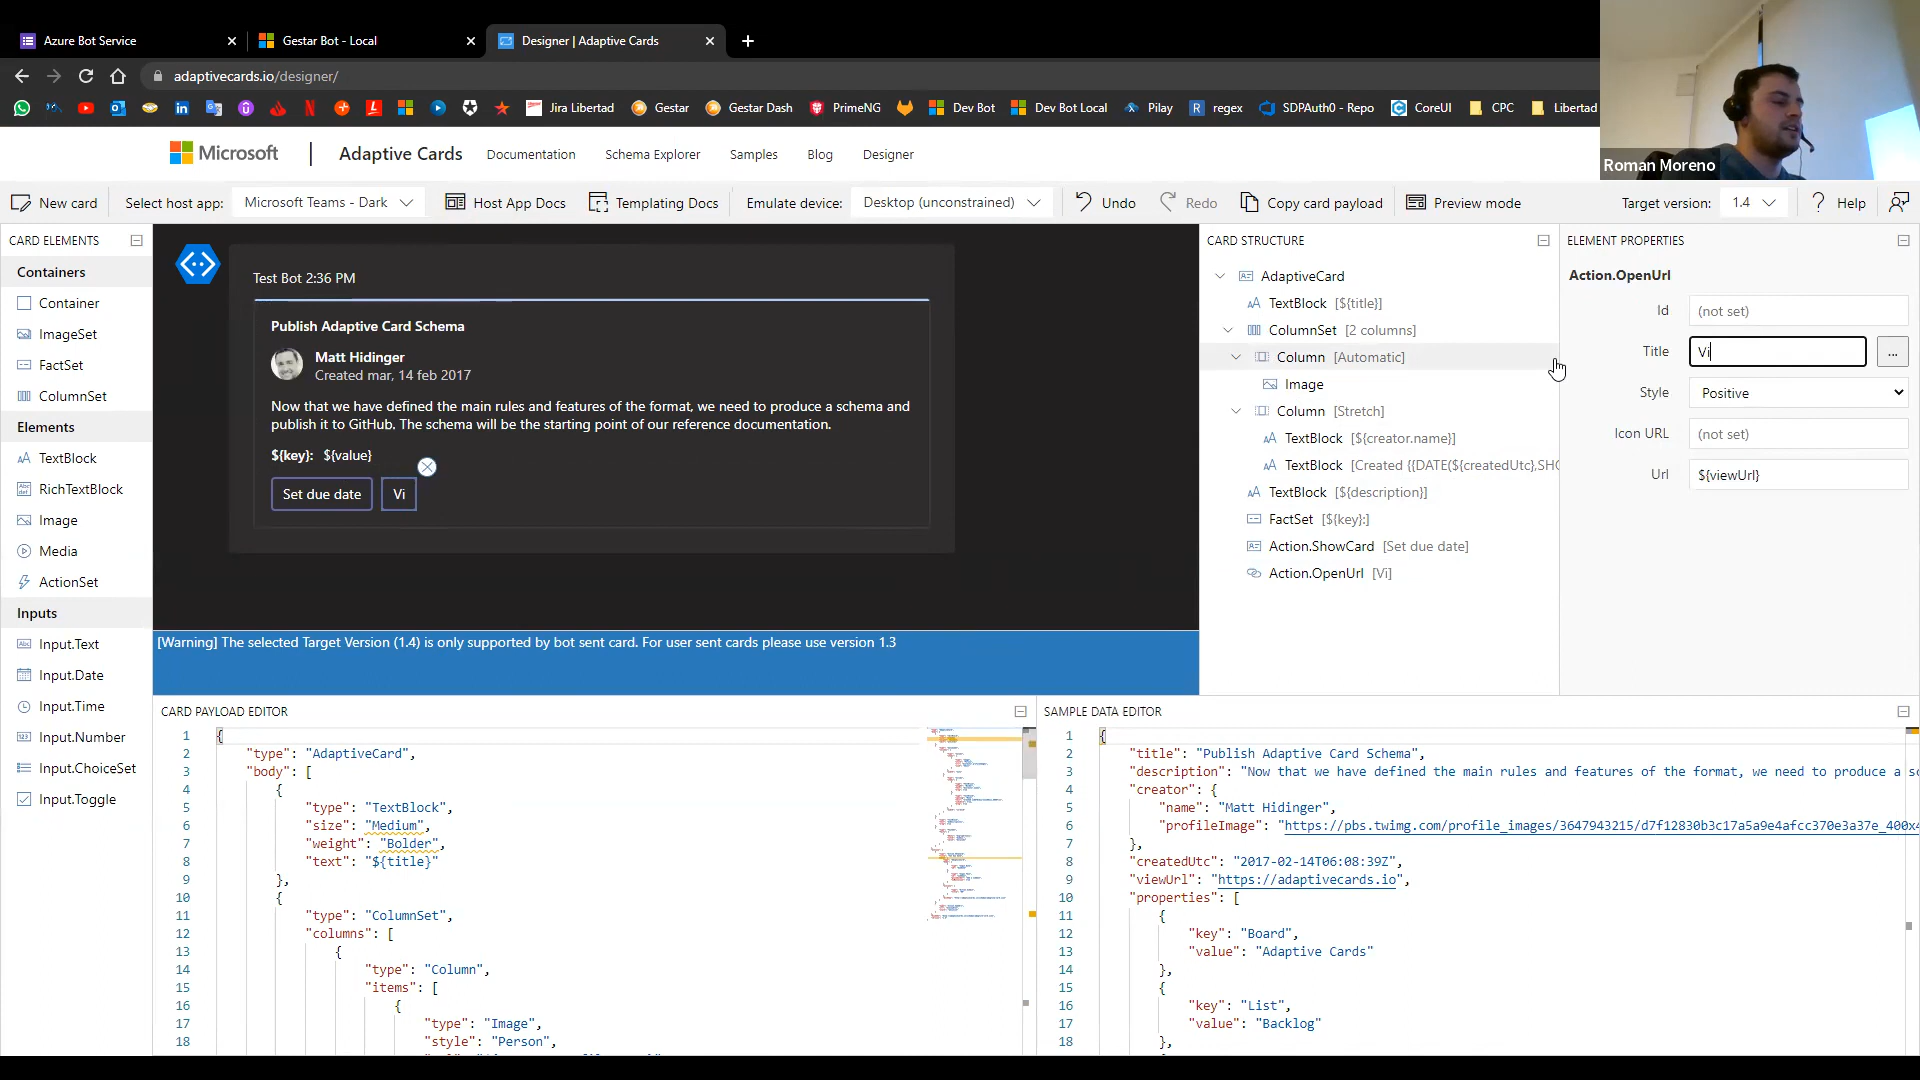 Azure Bot Service
Gestar Bot - Local
Designer | Adaptive Cards
adaptivecards.io/designer/
Jira Libertad
Gestar
Gestar Dash
PrimeNG
Dev Bot
Dev Bot Local
Pilay
regex
SDPAuth0 - Repo
CoreUI
CPC
Libertad
Roman Moreno
Microsoft
Adaptive Cards
Documentation
Schema Explorer
Samples
Blog
Designer
New card
Select host app:
Microsoft Teams - Dark
Host App Docs
Templating Docs
Emulate device:
Desktop (unconstrained)
Undo
Redo
Copy card payload
Preview mode
Target version:
1.4
Help
CARD ELEMENTS
Containers
Container
ImageSet
FactSet
ColumnSet
Elements
TextBlock
RichTextBlock
Image
Media
ActionSet
Inputs
Input.Text
Input.Date
Input.Time
Input.Number
Input.ChoiceSet
Input.Toggle
Test Bot 2:36 PM
Publish Adaptive Card Schema
Matt Hidinger
Created mar, 14 feb 2017
Now that we have defined the main rules and features of the format, we need to produce a schema and
publish it to GitHub. The schema will be the starting point of our reference documentation.
${key}: ${value}
Set due date
Vi
[Warning] The selected Target Version (1.4) is only supported by bot sent card. For user sent cards please use version 1.3
CARD STRUCTURE
AdaptiveCard
TextBlock [${title}]
ColumnSet [2 columns]
Column [Automatic]
Image
Column [Stretch]
TextBlock [${creator.name}]
TextBlock [Created {{DATE(${createdUtc},SHO
TextBlock [${description}]
FactSet [${key}:]
Action.ShowCard [Set due date]
Action.OpenUrl [Vi]
ELEMENT PROPERTIES
Action.OpenUrl
Id (not set)
Title Vi ...
Style Positive
Icon URL (not set)
Url ${viewUrl}
CARD PAYLOAD EDITOR
1 {
2 "type": "AdaptiveCard",
3 "body": [
4 {
5 "type": "TextBlock",
6 "size": "Medium",
7 "weight": "Bolder",
8 "text": "${title}"
9 },
10 {
11 "type": "ColumnSet",
12 "columns": [
13 {
14 "type": "Column",
15 "items": [
16 {
17 "type": "Image",
18 "style": "Person",
SAMPLE DATA EDITOR
1 {
2 "title": "Publish Adaptive Card Schema",
3 "description": "Now that we have defined the main rules and features of the format, we need to produce a s
4 "creator": {
5 "name": "Matt Hidinger",
6 "profileImage": "https://pbs.twimg.com/profile_images/3647943215/d7f12830b3c17a5a9e4afcc370e3a37e_400x4
7 },
8 "createdUtc": "2017-02-14T06:08:39Z",
9 "viewUrl": "https://adaptivecards.io",
10 "properties": [
11 {
12 "key": "Board",
13 "value": "Adaptive Cards"
14 },
15 {
16 "key": "List",
17 "value": "Backlog"
18 },